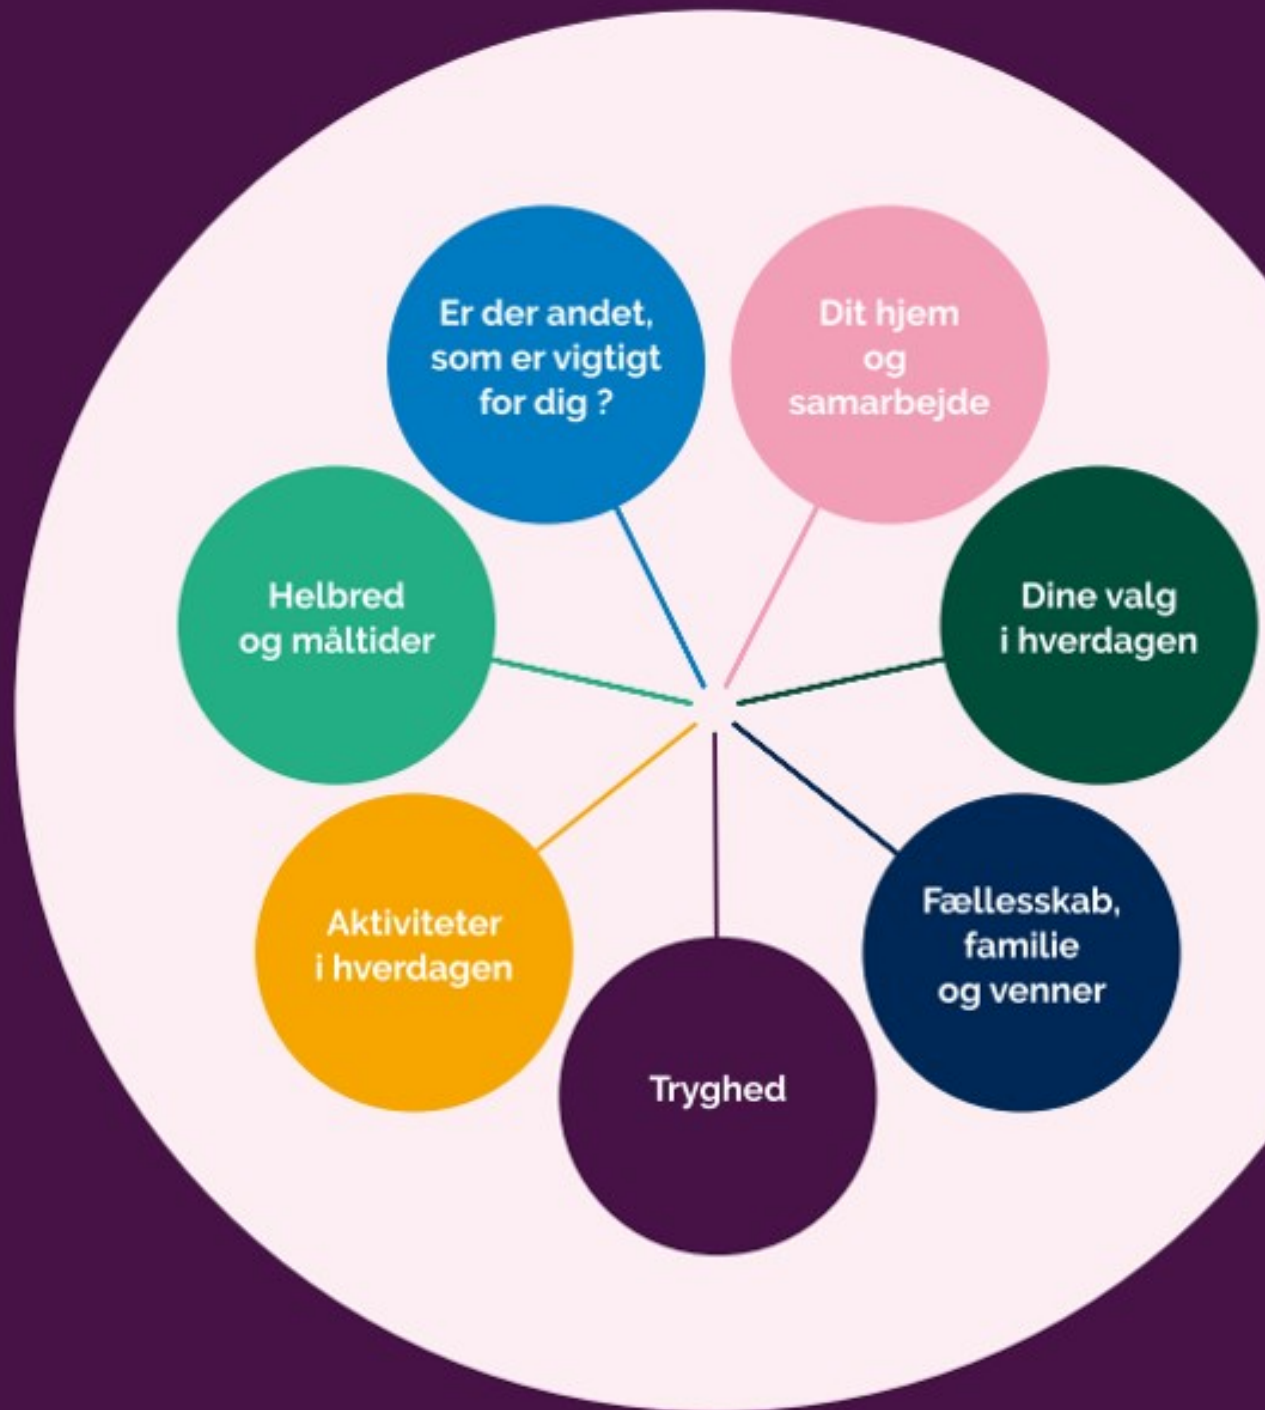 Er der andet,
som er vigtigt
for dig ?
Dit hjem
og
samarbejde
Helbred
og måltider
Dine valg
i hverdagen
Aktiviteter
i hverdagen
Fællesskab,
familie
og venner
Tryghed